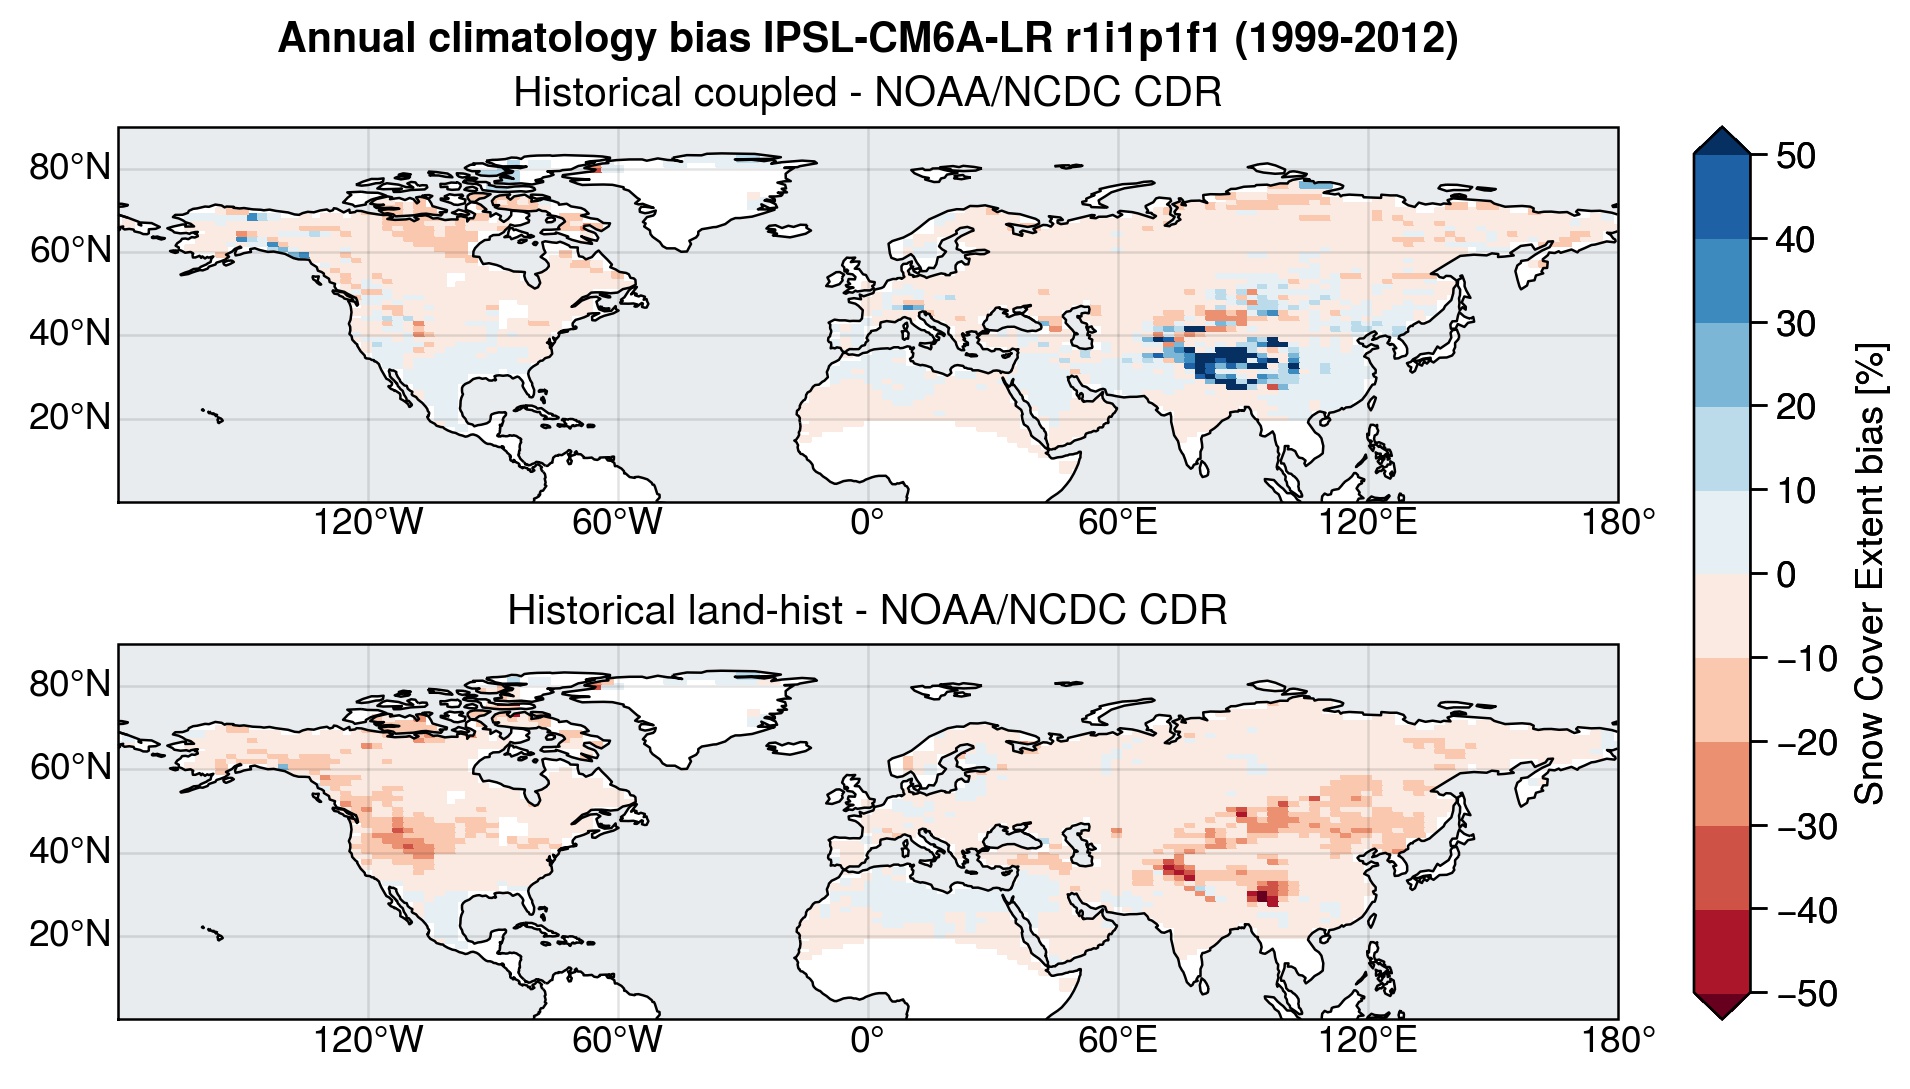 Annual climatology bias IPSL-CM6A-LR r1i1p1f1 (1999-2012)
Historical coupled - NOAA/NCDC CDR
80°N
60°N
40°N
20°N
120°W 60°W 0° 60°E 120°E 180°
Historical land-hist - NOAA/NCDC CDR
80°N
60°N
40°N
20°N
120°W 60°W 0° 60°E 120°E 180°
50
40
30
20
10
0
−10
−20
−30
−40
−50
Snow Cover Extent bias [%]